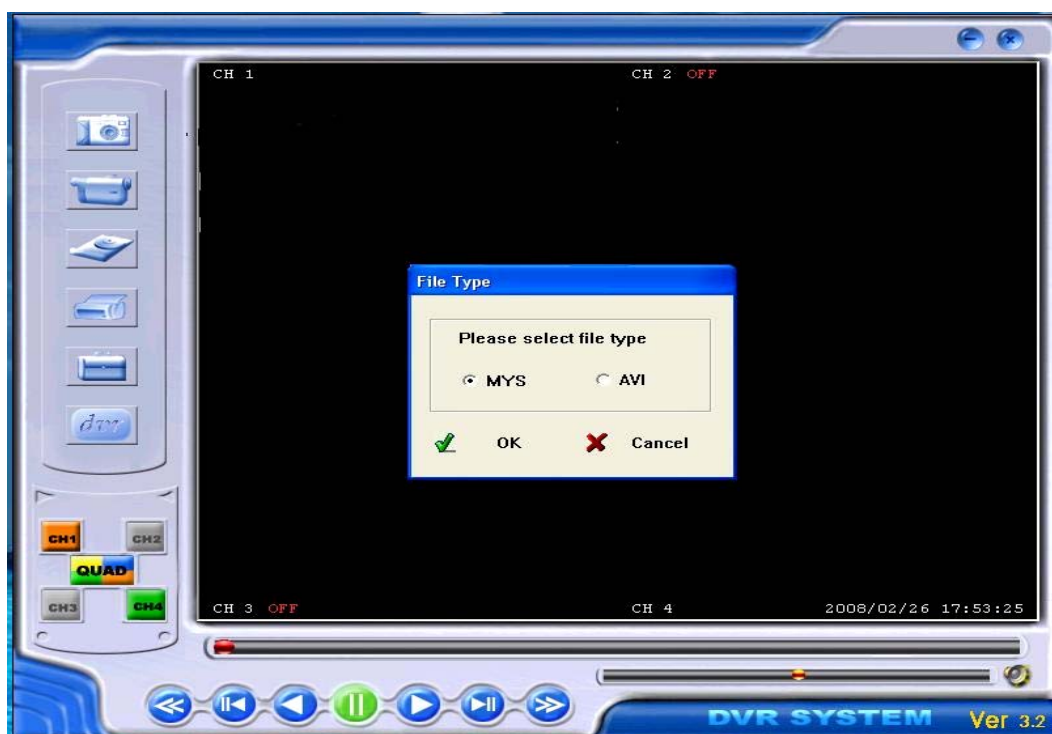 CH 1
CH 2 OFF
File Type
Please select file type
MYS
AVI
OK
Cancel
dvr
CH1
CH2
QUAD
CH3
CH4
CH 3 OFF
CH 4
2008/02/26 17:53:25
DVR SYSTEM
Ver 3.2